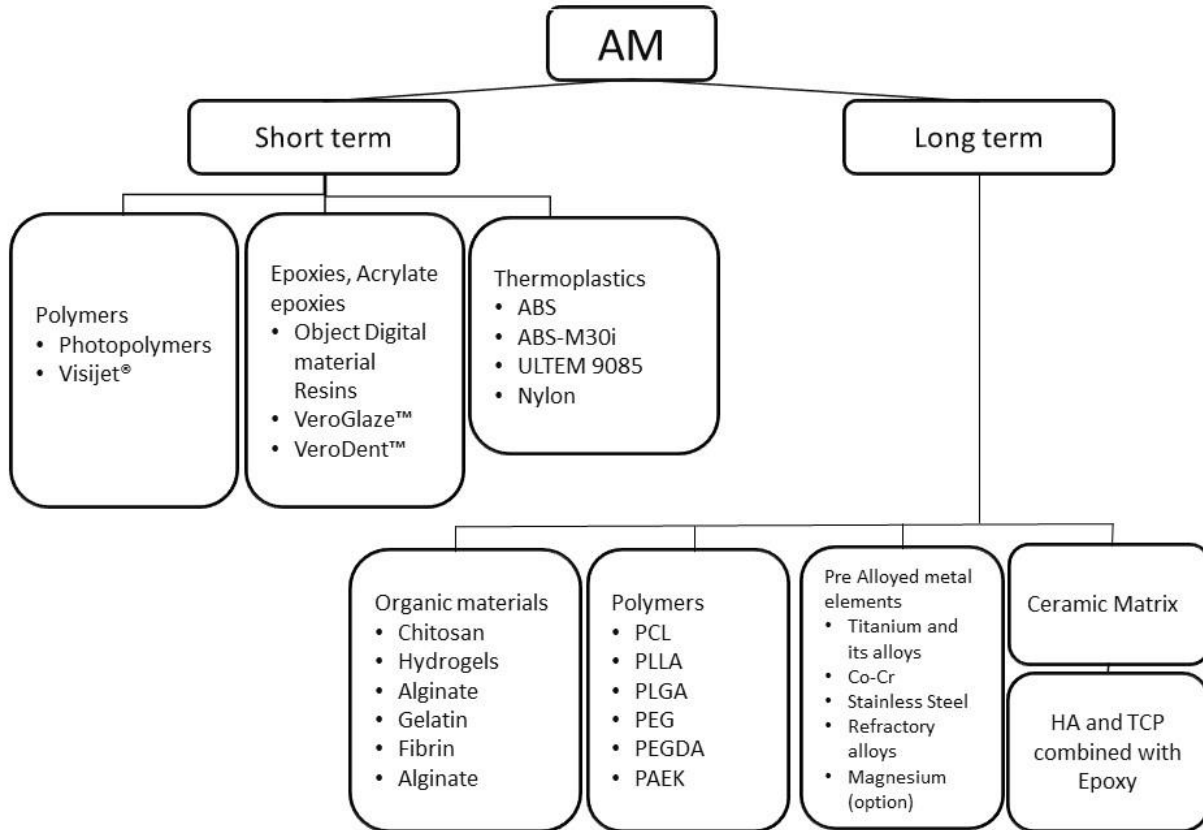 AM
Short term
Long term
Polymers
• Photopolymers
• Visijet®
Epoxies, Acrylate
epoxies
• Object Digital
material
Resins
• VeroGlaze™
• VeroDent™
Thermoplastics
• ABS
• ABS-M30i
• ULTEM 9085
• Nylon
Organic materials
• Chitosan
• Hydrogels
• Alginate
• Gelatin
• Fibrin
• Alginate
Polymers
• PCL
• PLLA
• PLGA
• PEG
• PEGDA
• PAEK
Pre Alloyed metal
elements
• Titanium and
its alloys
• Co-Cr
• Stainless Steel
• Refractory
alloys
• Magnesium
(option)
Ceramic Matrix
HA and TCP
combined with
Epoxy